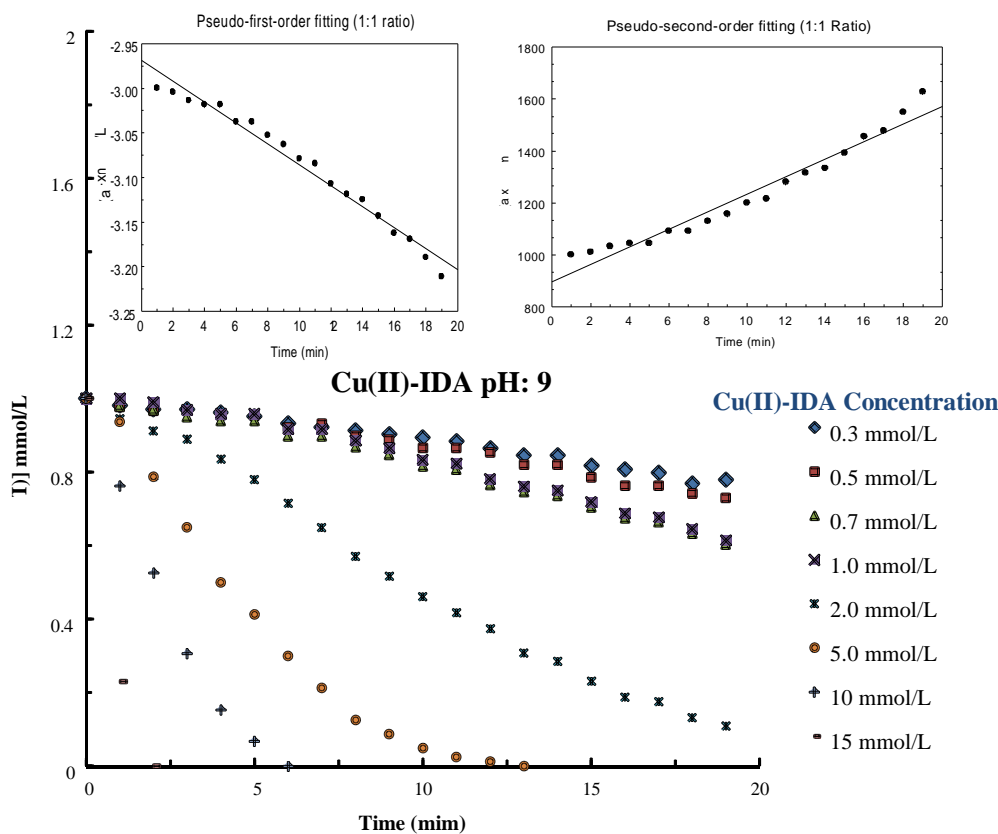 Pseudo-first-order fitting (1:1 ratio)
-2.95
-3.00
-3.05
-3.10
-3.15
-3.20
-3.25
0 2 4 6 8 10 12 14 16 18 20
Time (min)
Pseudo-second-order fitting (1:1 Ratio)
1800
1600
1400
1200
1000
800
0 2 4 6 8 10 12 14 16 18 20
Time (min)
2
1.6
1.2
0.8
0.4
0
I)] mmol/L
Cu(II)-IDA pH: 9
Cu(II)-IDA Concentration
0.3 mmol/L
0.5 mmol/L
0.7 mmol/L
1.0 mmol/L
2.0 mmol/L
5.0 mmol/L
10 mmol/L
15 mmol/L
0 5 10 15 20
Time (mim)